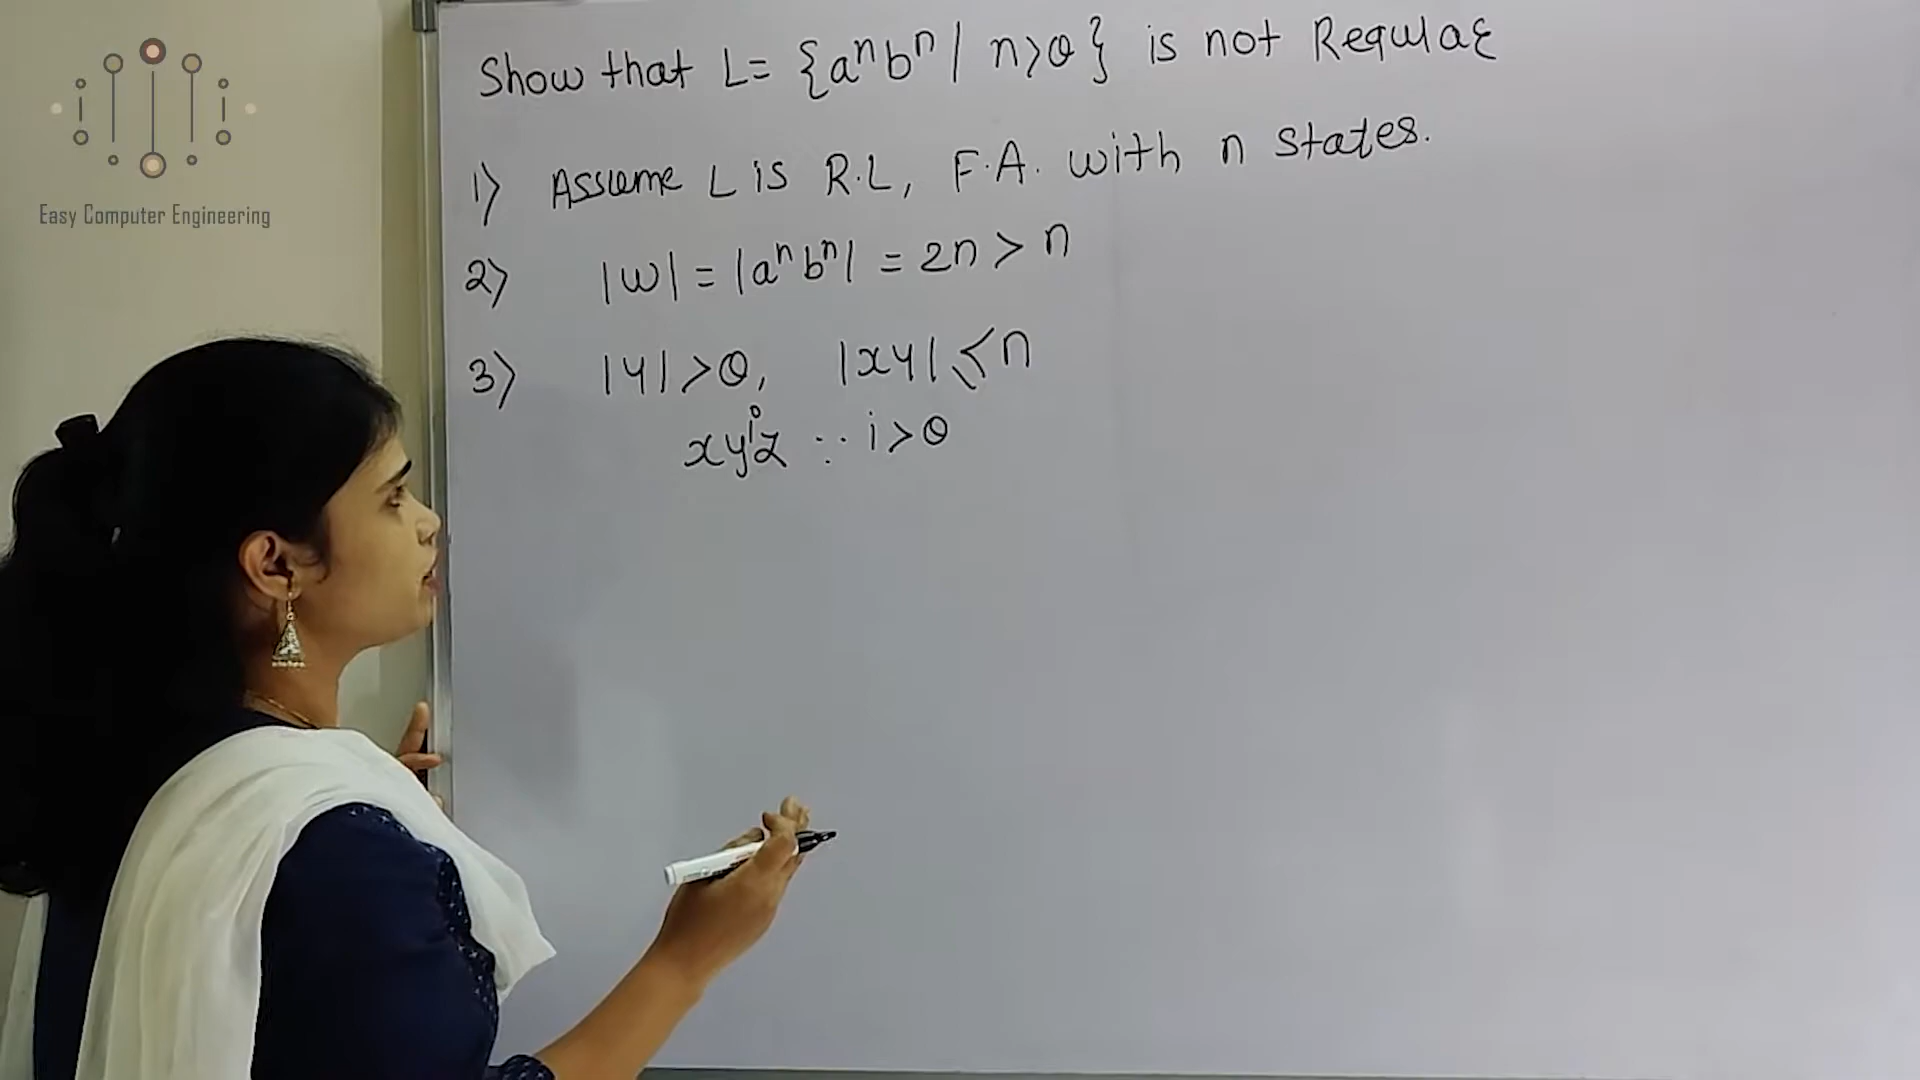 Easy Computer Engineering
Show that L= {aⁿbⁿ | n>0} is not Regular
1) Assume L is R.L, F.A. with n states.
2) |w| = |aⁿbⁿ| = 2n > n
3) |y|>0, |xy| ≤ n
xyⁱz ∵ i>0